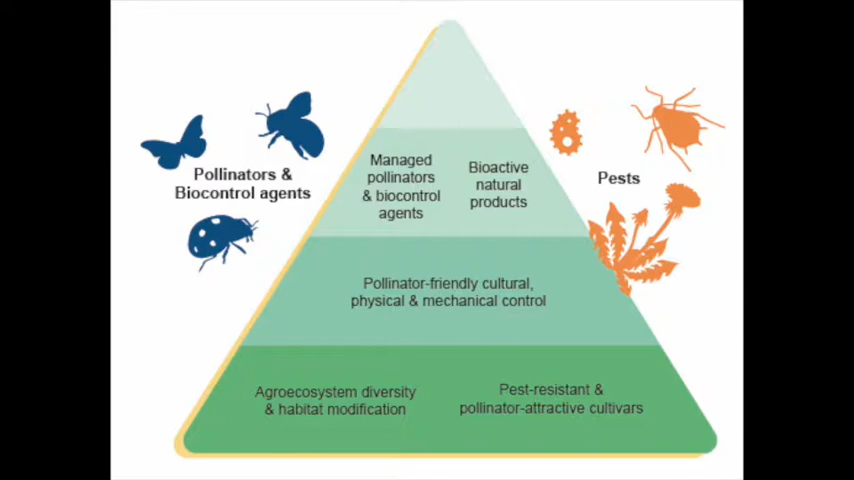 Pollinators &
Biocontrol agents
Managed
pollinators
& biocontrol
agents
Bioactive
natural
products
Pests
Pollinator-friendly cultural,
physical & mechanical control
Agroecosystem diversity
& habitat modification
Pest-resistant &
pollinator-attractive cultivars